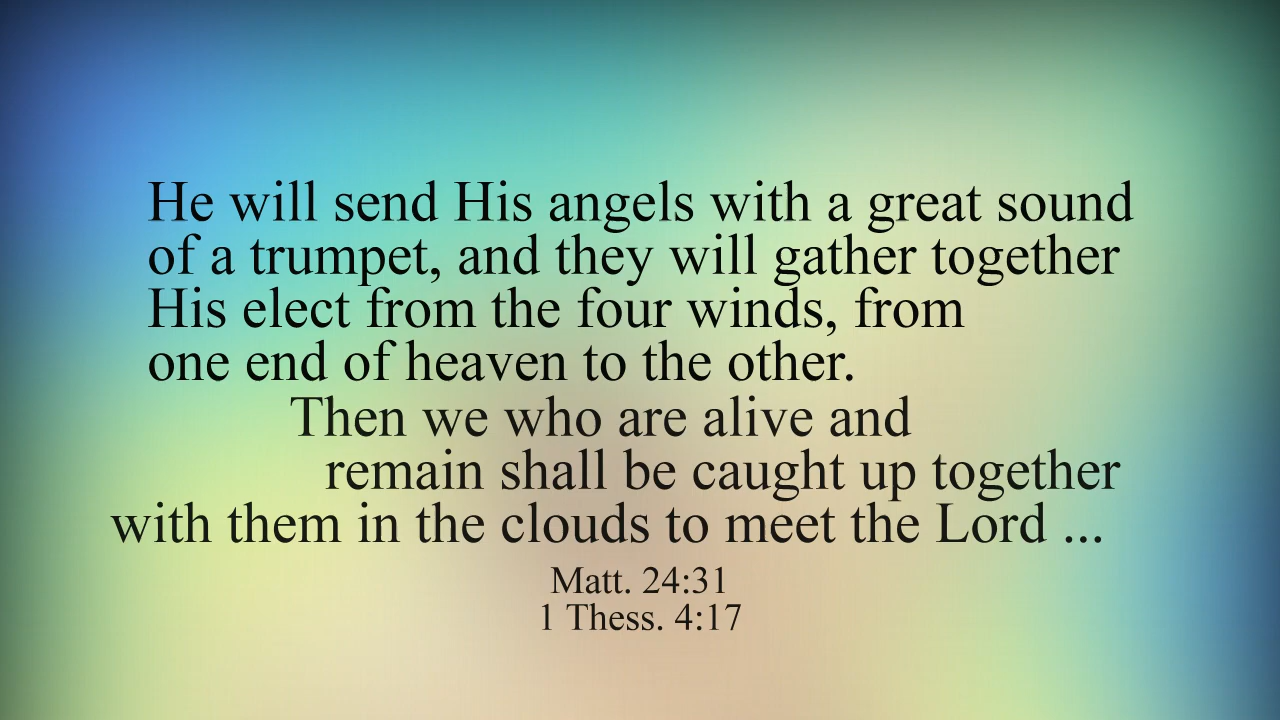 He will send His angels with a great sound
of a trumpet, and they will gather together
His elect from the four winds, from
one end of heaven to the other.
Then we who are alive and
remain shall be caught up together
with them in the clouds to meet the Lord ...
Matt. 24:31
1 Thess. 4:17